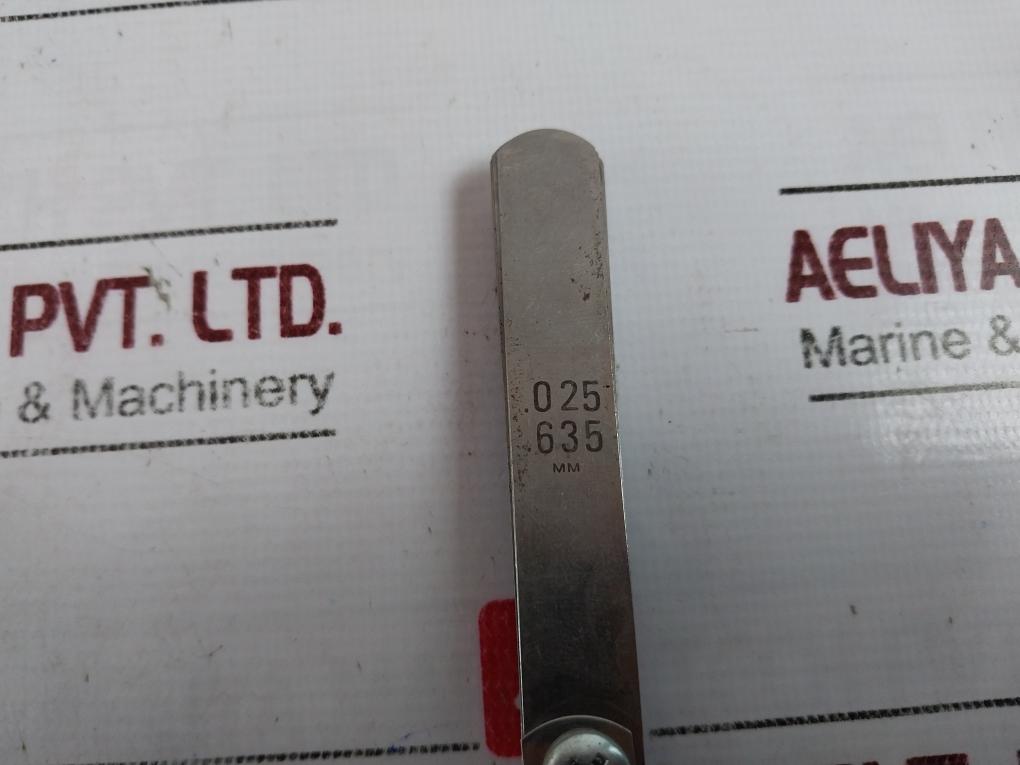 PVT. LTD.
& Machinery
AELIYA
Marine &
.025
.635
MM